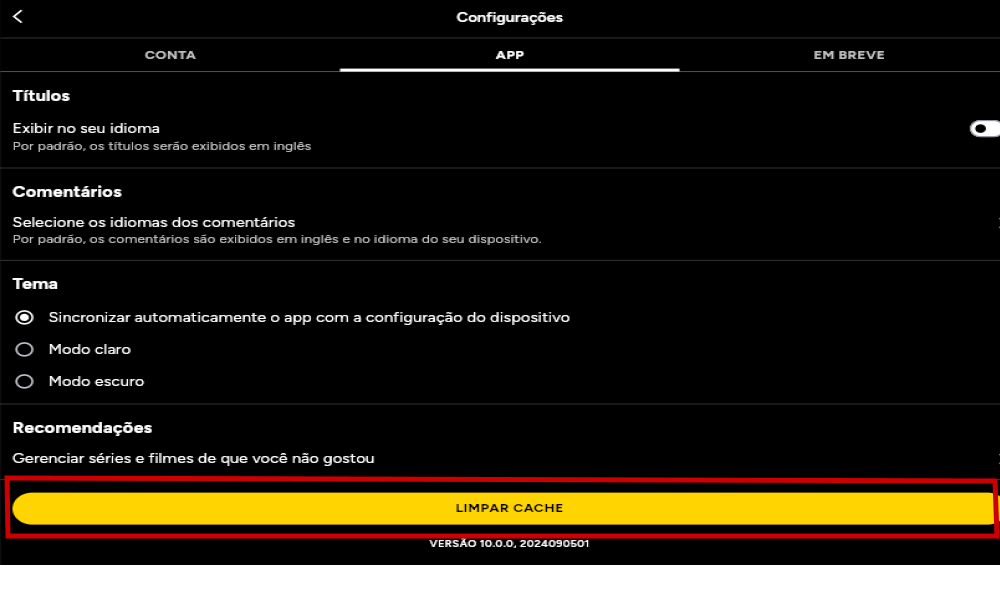 Configurações
CONTA
APP
EM BREVE
Títulos
Exibir no seu idioma
Por padrão, os títulos serão exibidos em inglês
Comentários
Selecione os idiomas dos comentários
Por padrão, os comentários são exibidos em inglês e no idioma do seu dispositivo.
Tema
Sincronizar automaticamente o app com a configuração do dispositivo
Modo claro
Modo escuro
Recomendações
Gerenciar séries e filmes de que você não gostou
LIMPAR CACHE
VERSÃO 10.0.0, 2024090501